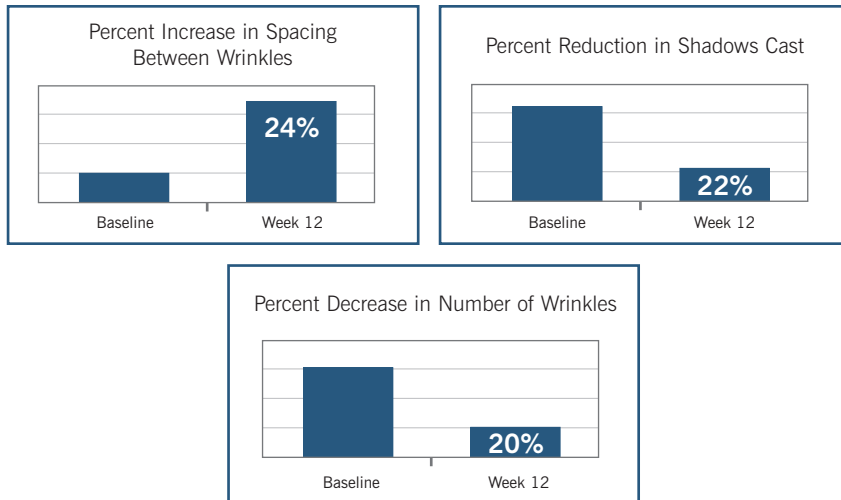 Percent Increase in Spacing
Between Wrinkles
24%
Baseline
Week 12
Percent Reduction in Shadows Cast
22%
Baseline
Week 12
Percent Decrease in Number of Wrinkles
20%
Baseline
Week 12